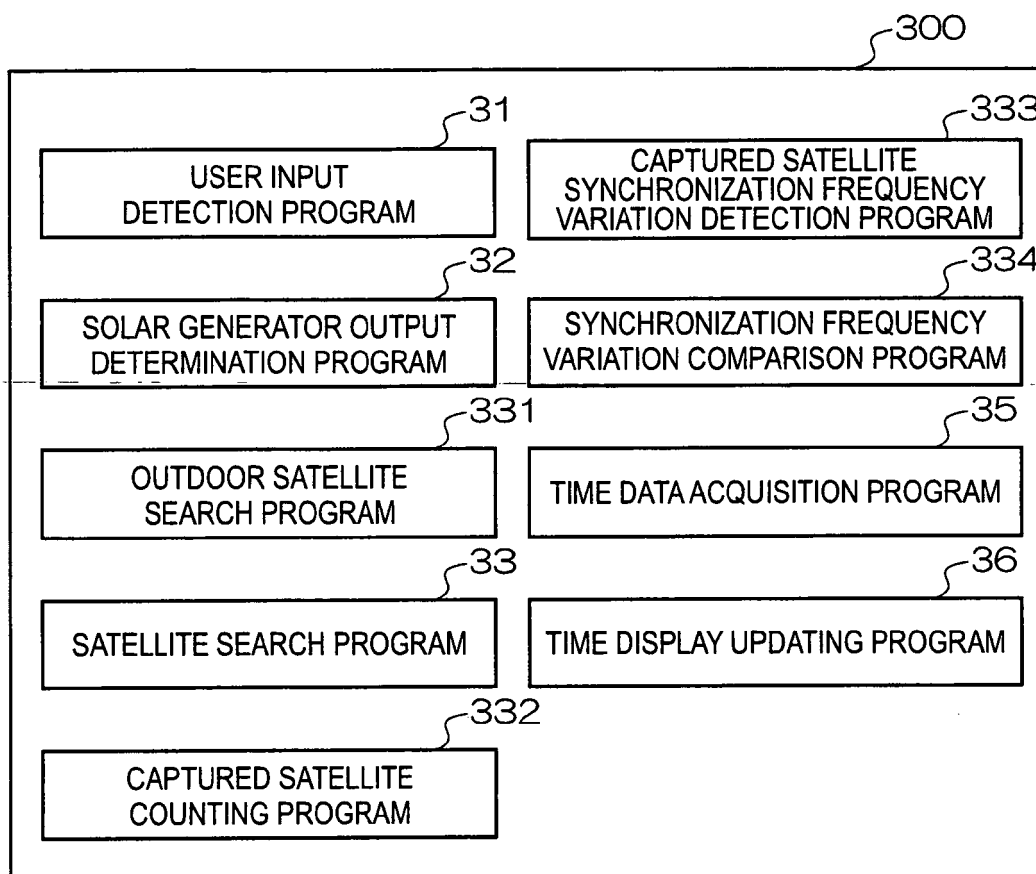 300
31
USER INPUT
DETECTION PROGRAM
32
SOLAR GENERATOR OUTPUT
DETERMINATION PROGRAM
331
OUTDOOR SATELLITE
SEARCH PROGRAM
33
SATELLITE SEARCH PROGRAM
332
CAPTURED SATELLITE
COUNTING PROGRAM
333
CAPTURED SATELLITE
SYNCHRONIZATION FREQUENCY
VARIATION DETECTION PROGRAM
334
SYNCHRONIZATION FREQUENCY
VARIATION COMPARISON PROGRAM
35
TIME DATA ACQUISITION PROGRAM
36
TIME DISPLAY UPDATING PROGRAM